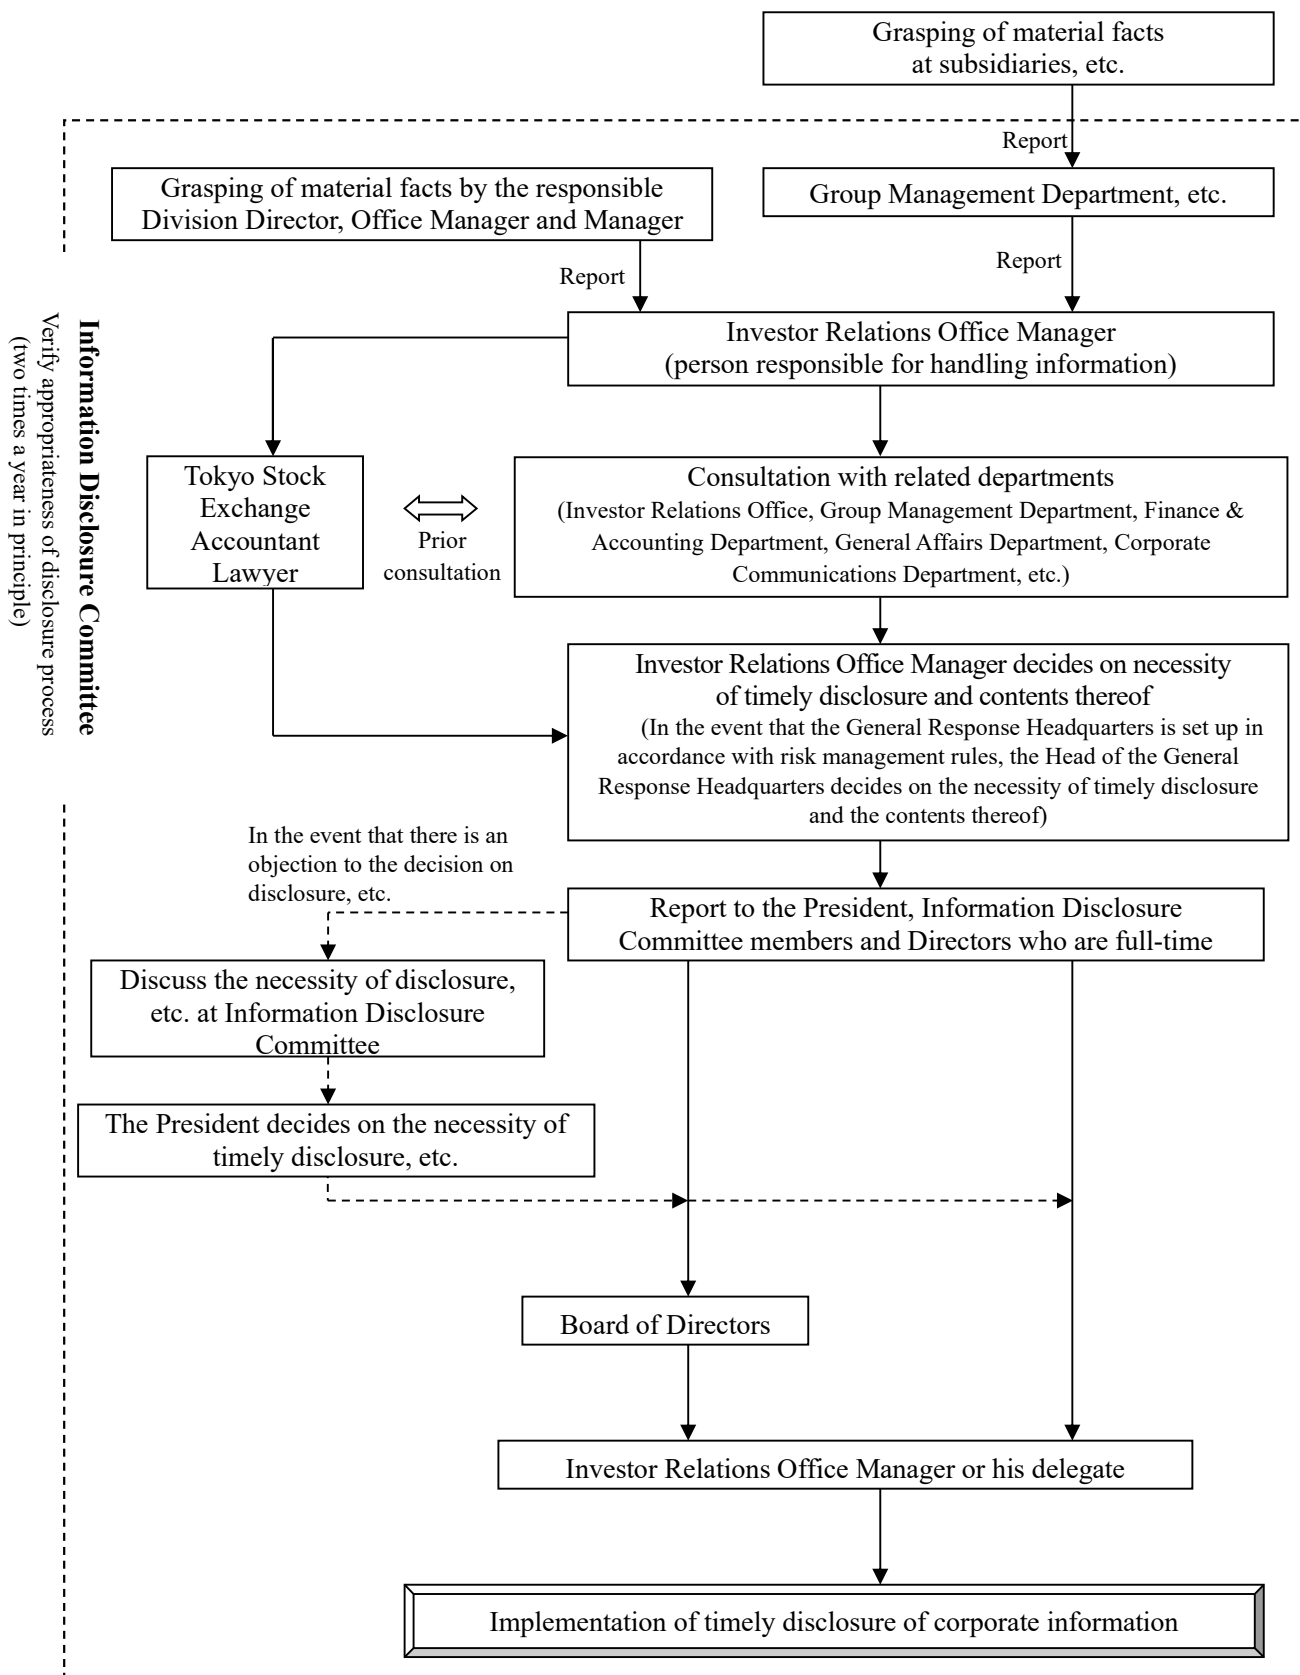 Grasping of material facts
at subsidiaries, etc.
Report
Grasping of material facts by the responsible
Division Director, Office Manager and Manager
Group Management Department, etc.
Report
Report
Investor Relations Office Manager
(person responsible for handling information)
Information Disclosure Committee
Verify appropriateness of disclosure process
(two times a year in principle)
Tokyo Stock
Exchange
Accountant
Lawyer
Prior
consultation
Consultation with related departments
(Investor Relations Office, Group Management Department, Finance &
Accounting Department, General Affairs Department, Corporate
Communications Department, etc.)
Investor Relations Office Manager decides on necessity
of timely disclosure and contents thereof
(In the event that the General Response Headquarters is set up in
accordance with risk management rules, the Head of the General
Response Headquarters decides on the necessity of timely disclosure
and the contents thereof)
In the event that there is an
objection to the decision on
disclosure, etc.
Report to the President, Information Disclosure
Committee members and Directors who are full-time
Discuss the necessity of disclosure,
etc. at Information Disclosure
Committee
The President decides on the necessity of
timely disclosure, etc.
Board of Directors
Investor Relations Office Manager or his delegate
Implementation of timely disclosure of corporate information